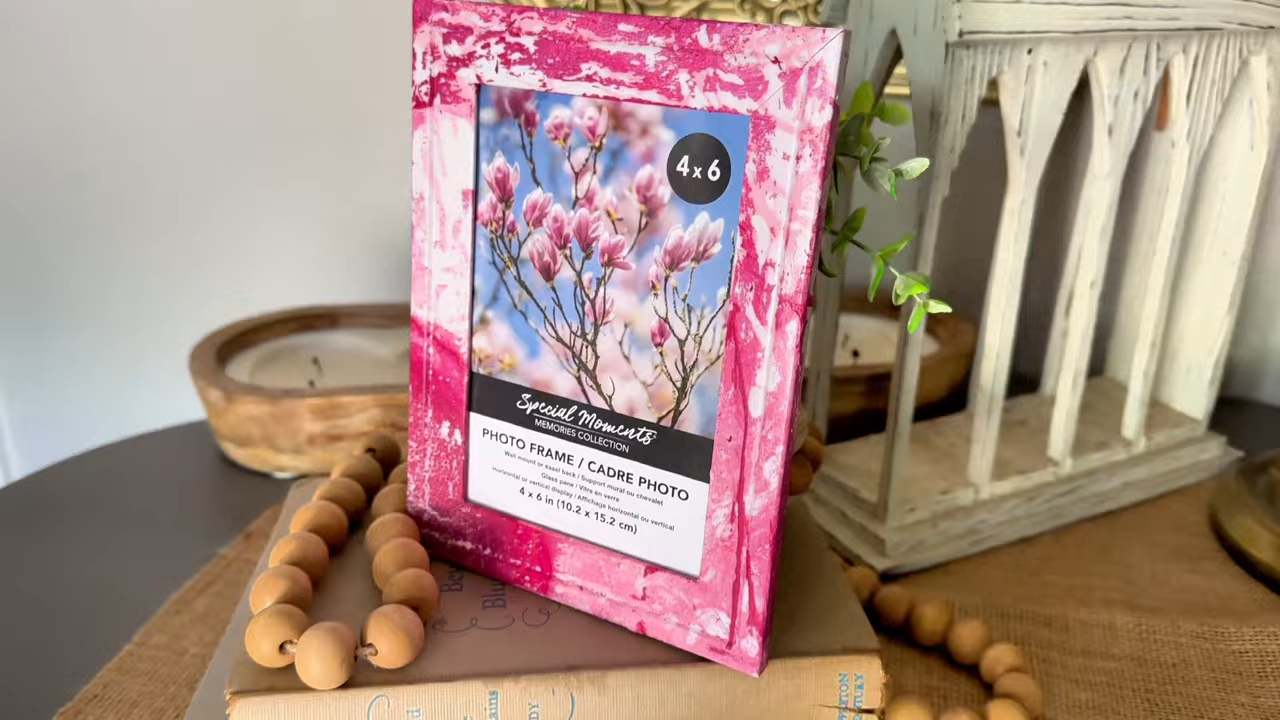 4 x 6
Special Moments
MEMORIES COLLECTION
PHOTO FRAME / CADRE PHOTO
Wall mount or easel back / Support mural ou chevalet
Glass pane / Vitre en verre
Horizontal or vertical display / Affichage horizontal ou vertical
4 x 6 in (10.2 x 15.2 cm)